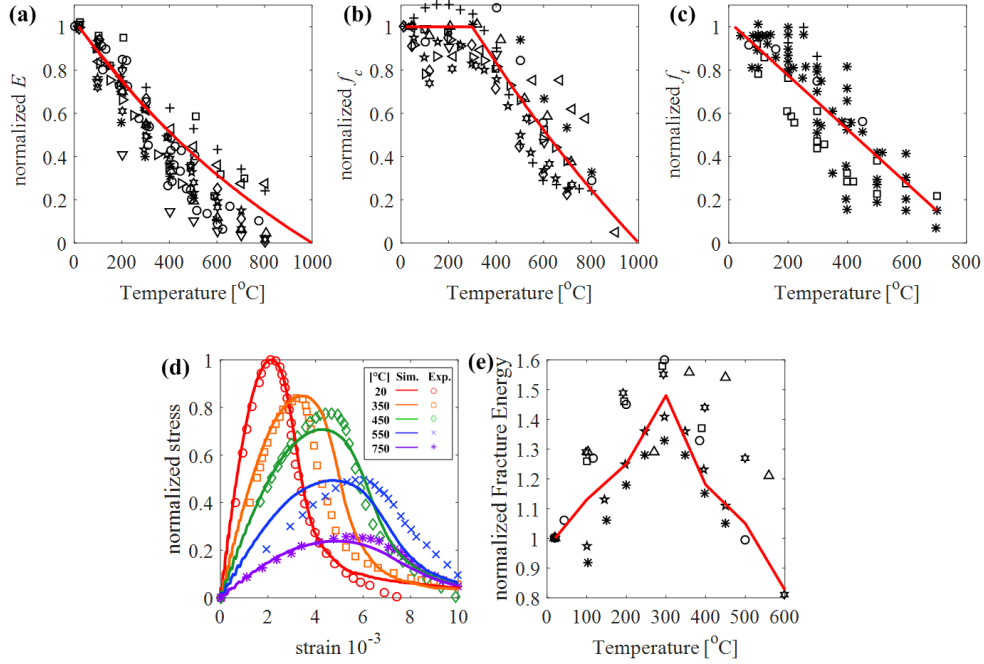 (a)
normalized E
1
0.8
0.6
0.4
0.2
0
0 200 400 600 800 1000
Temperature [°C]
(b)
normalized f_c
1
0.8
0.6
0.4
0.2
0
0 200 400 600 800 1000
Temperature [°C]
(c)
normalized f_t
1
0.8
0.6
0.4
0.2
0
0 200 400 600 800
Temperature [°C]
(d)
normalized stress
1
0.8
0.6
0.4
0.2
0
0 2 4 6 8 10
strain 10⁻³
[°C] Sim. Exp.
20
350
450
550
750
(e)
normalized Fracture Energy
1.6
1.5
1.4
1.3
1.2
1.1
1
0.9
0.8
0 100 200 300 400 500 600
Temperature [°C]